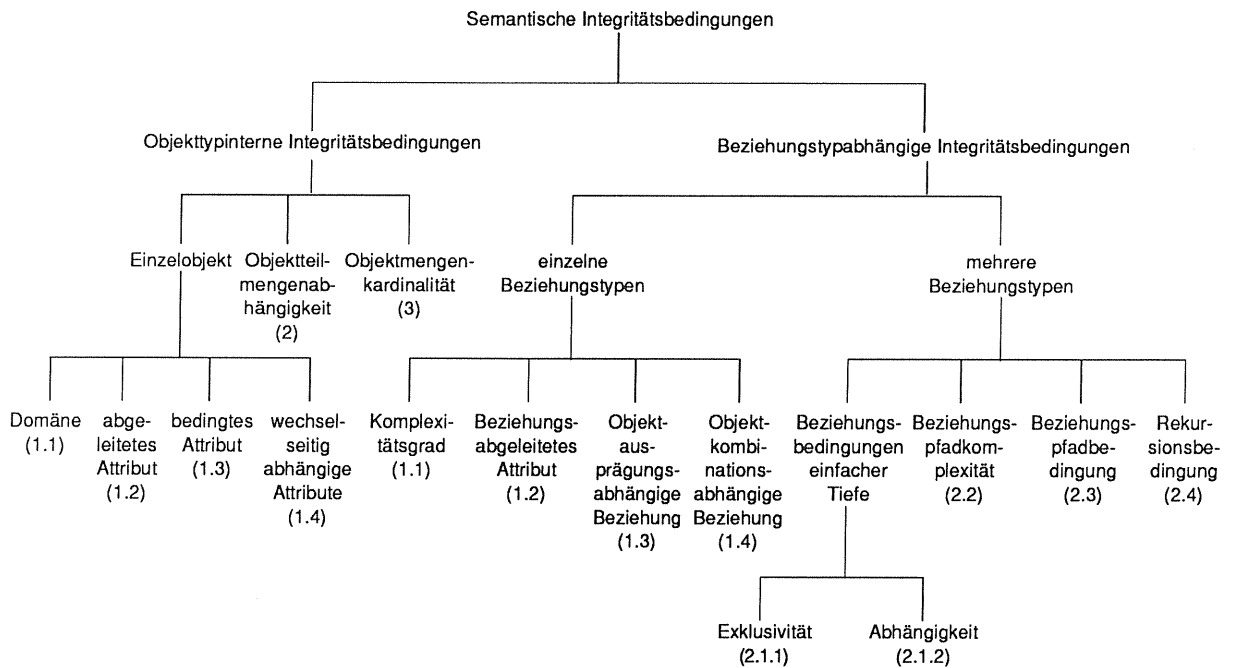 Semantische Integritätsbedingungen
Objekttypinterne Integritätsbedingungen
Beziehungstypabhängige Integritätsbedingungen
Einzelobjekt
Objektteil-
mengenab-
hängigkeit
(2)
Objektmengen-
kardinalität
(3)
einzelne
Beziehungstypen
mehrere
Beziehungstypen
Domäne
(1.1)
abge-
leitetes
Attribut
(1.2)
bedingtes
Attribut
(1.3)
wechsel-
seitig
abhängige
Attribute
(1.4)
Komplexi-
tätsgrad
(1.1)
Beziehungs-
abgeleitetes
Attribut
(1.2)
Objekt-
aus-
prägungs-
abhängige
Beziehung
(1.3)
Objekt-
kombi-
nations-
abhängige
Beziehung
(1.4)
Beziehungs-
bedingungen
einfacher
Tiefe
Beziehungs-
pfadkom-
plexität
(2.2)
Beziehungs-
pfadbe-
dingung
(2.3)
Rekur-
sionsbe-
dingung
(2.4)
Exklusivität
(2.1.1)
Abhängigkeit
(2.1.2)